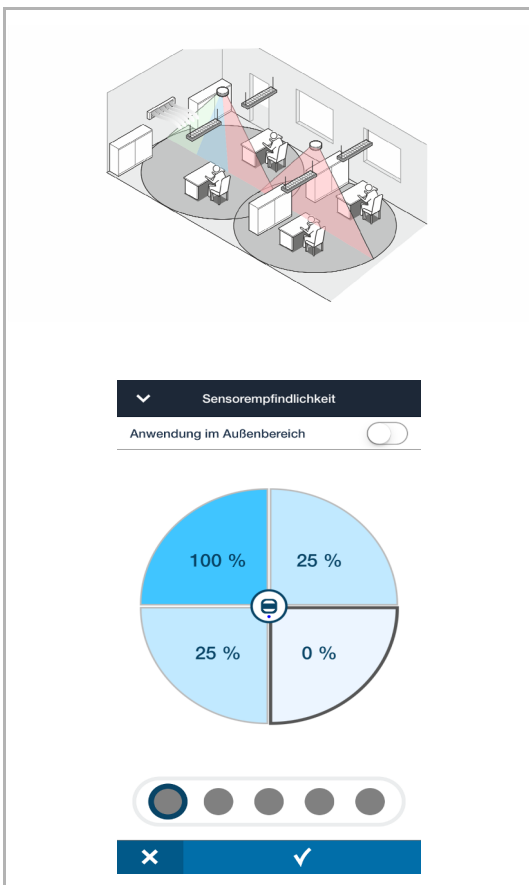 Sensorempfindlichkeit
Anwendung im Außenbereich
100 %
25 %
25 %
0 %